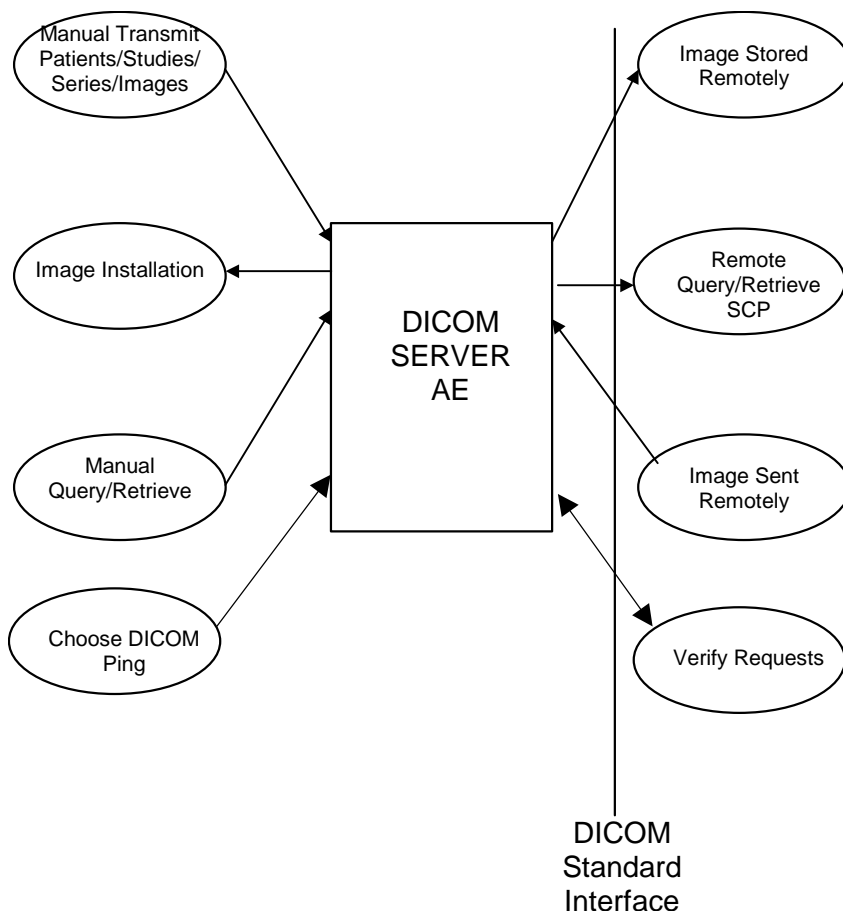 Manual Transmit
Patients/Studies/
Series/Images
Image Stored
Remotely
Image Installation
DICOM
SERVER
AE
Remote
Query/Retrieve
SCP
Manual
Query/Retrieve
Image Sent
Remotely
Choose DICOM
Ping
Verify Requests
DICOM
Standard
Interface